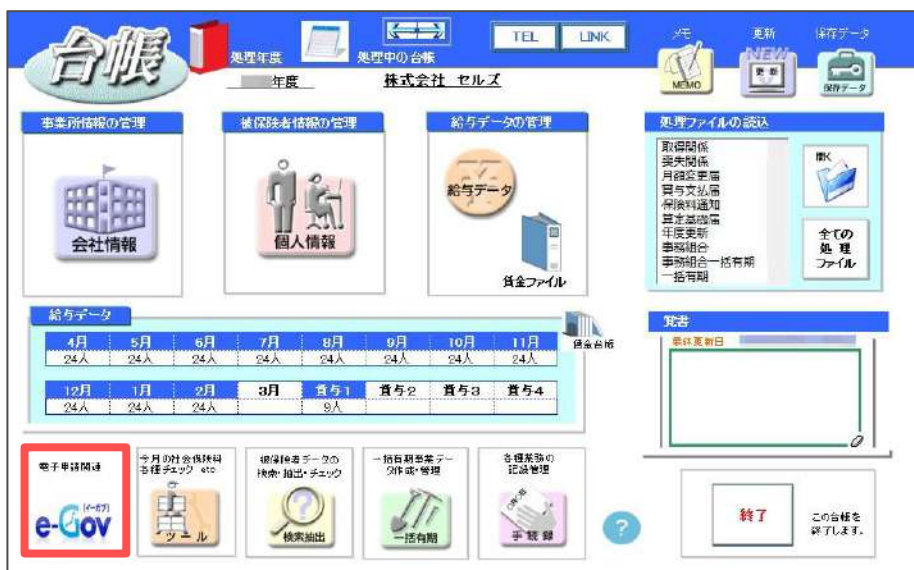 台帳
処理年度
年度
処理中の台帳
株式会社 セルズ
TEL
LINK
メモ
MEMO
更新
NEW
更新
保存データ
保存データ
事業所情報の管理
会社情報
被保険者情報の管理
個人情報
給与データの管理
給与データ
賃金ファイル
処理ファイルの読込
取得関係
喪失関係
月額変更届
賞与支払届
保険料通知
算定基礎届
年度更新
事務組合
事務組合一括有期
一括有期
開く
全ての
処 理
ファイル
給与データ
賃金台帳
4月 5月 6月 7月 8月 9月 10月 11月
24人 24人 24人 24人 24人 24人 24人 24人
12月 1月 2月 3月 賞与1 賞与2 賞与3 賞与4
24人 24人 24人 9人
覚書
最終更新日
電子申請関連
(イーガブ)
e-Gov
今月の社会保険料
各種チェック etc
ツール
被保険者データの
検索・抽出・チェック
検索抽出
一括有期事業デー
タ作成・管理
一括有期
各種業務の
記録管理
手続録
?
終了
この台帳を
終了します。